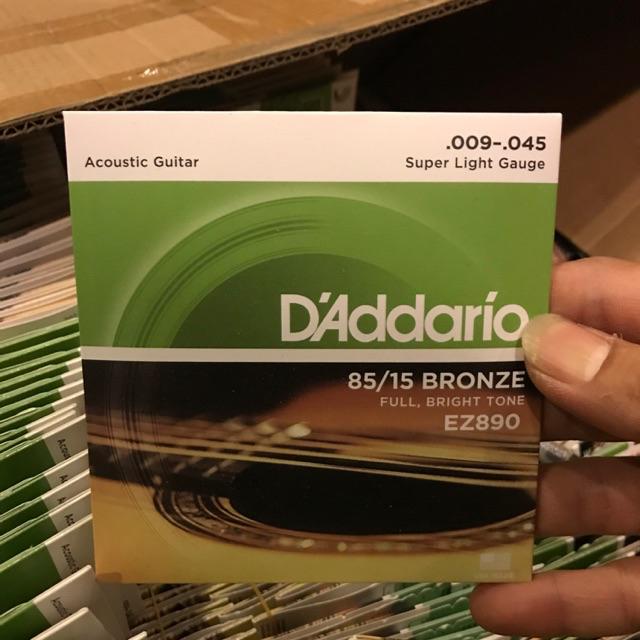 .009-.045
Acoustic Guitar
Super Light Gauge
D'Addario
85/15 BRONZE
FULL, BRIGHT TONE
EZ890